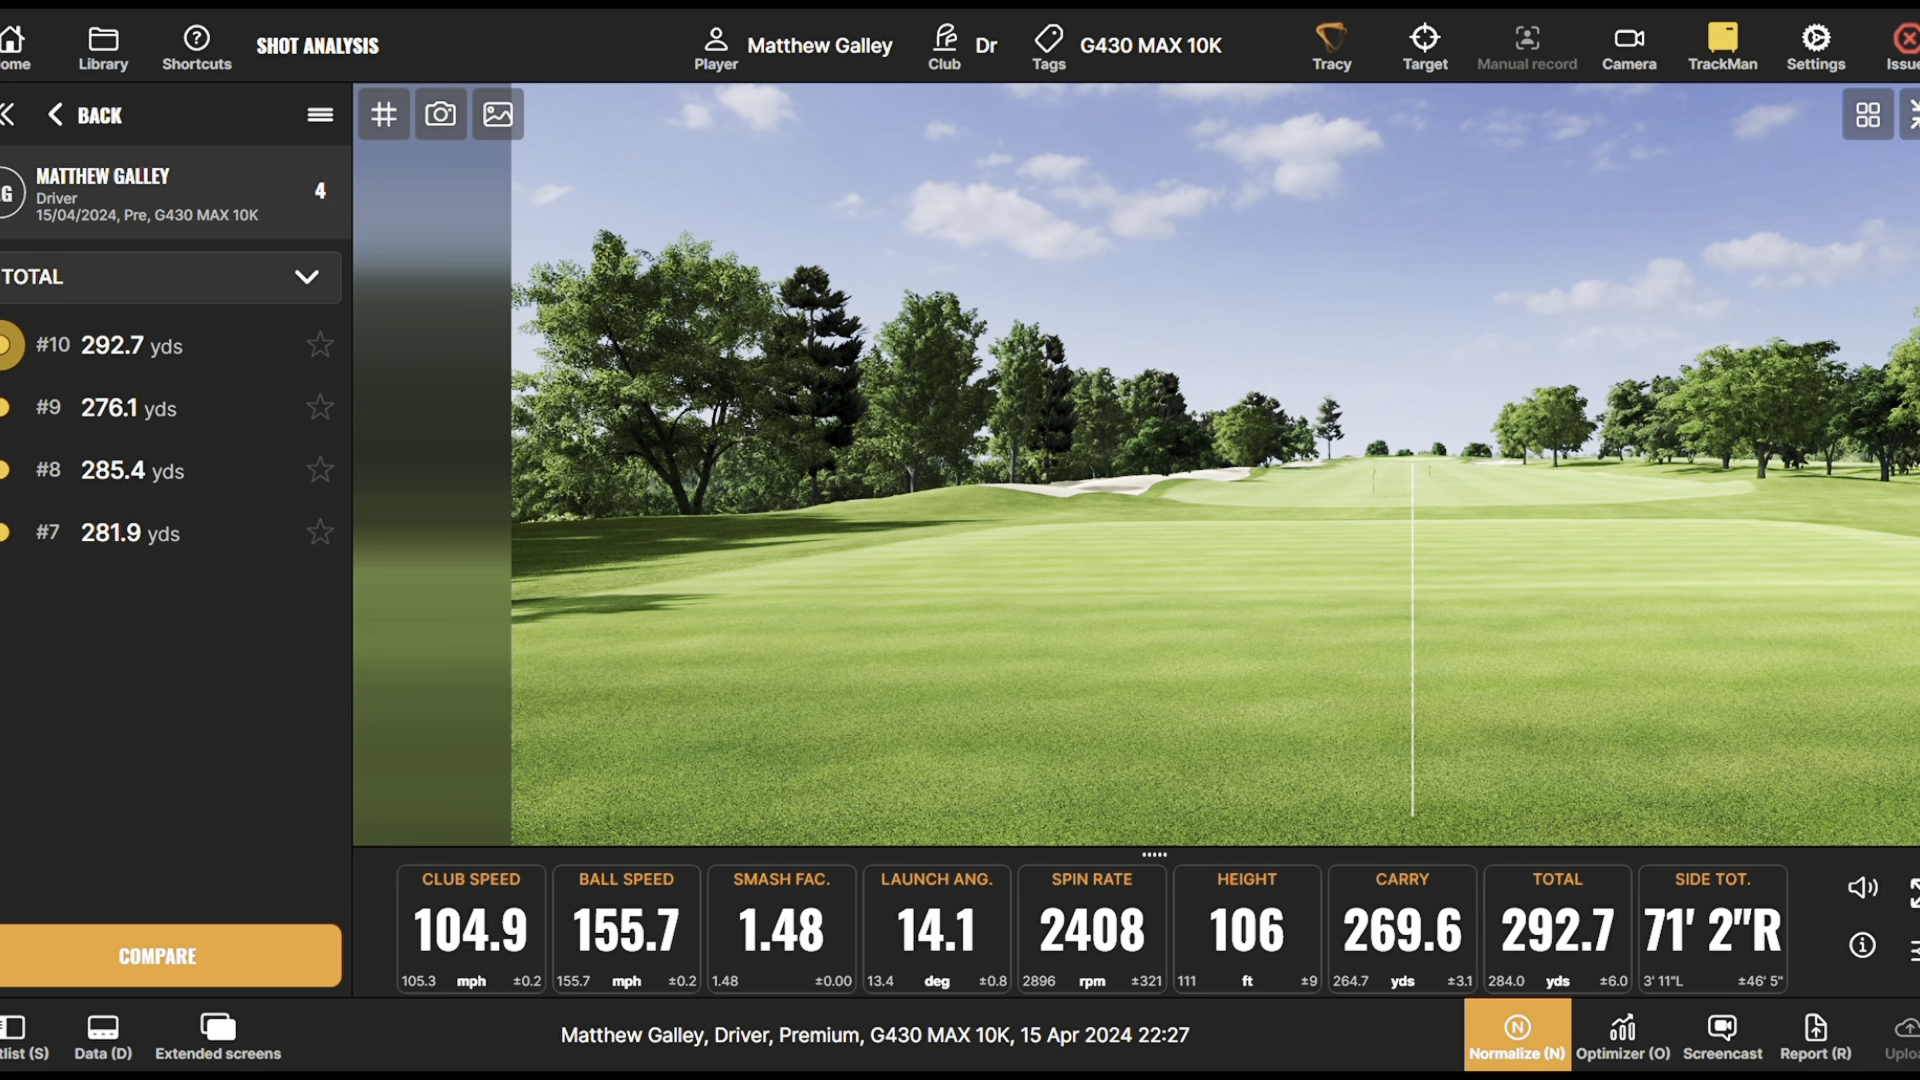 ome
Library
Shortcuts
SHOT ANALYSIS
Player
Matthew Galley
Club
Dr
Tags
G430 MAX 10K
Tracy
Target
Manual record
Camera
TrackMan
Settings
Issue
BACK
G
MATTHEW GALLEY
Driver
15/04/2024, Pre, G430 MAX 10K
4
TOTAL
#10 292.7 yds
#9 276.1 yds
#8 285.4 yds
#7 281.9 yds
COMPARE
CLUB SPEED
104.9
105.3 mph ±0.2
BALL SPEED
155.7
155.7 mph ±0.2
SMASH FAC.
1.48
1.48 ±0.00
LAUNCH ANG.
14.1
13.4 deg ±0.8
SPIN RATE
2408
2896 rpm ±321
HEIGHT
106
111 ft ±9
CARRY
269.6
264.7 yds ±3.1
TOTAL
292.7
284.0 yds ±6.0
SIDE TOT.
71' 2"R
3' 11"L ±46' 5"
tlist (S)
Data (D)
Extended screens
Matthew Galley, Driver, Premium, G430 MAX 10K, 15 Apr 2024 22:27
N
Normalize (N)
Optimizer (O)
Screencast
Report (R)
Uploa